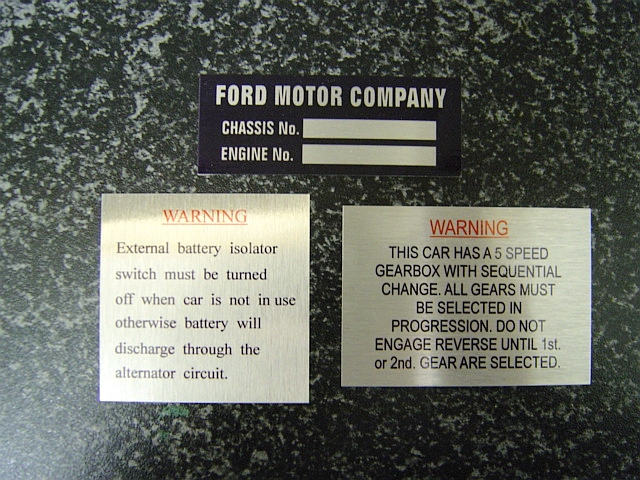 FORD MOTOR COMPANY
CHASSIS No.
ENGINE No.
WARNING
External battery isolator
switch must be turned
off when car is not in use
otherwise battery will
discharge through the
alternator circuit.
WARNING
THIS CAR HAS A 5 SPEED
GEARBOX WITH SEQUENTIAL
CHANGE. ALL GEARS MUST
BE SELECTED IN
PROGRESSION. DO NOT
ENGAGE REVERSE UNTIL 1st.
or 2nd. GEAR ARE SELECTED.